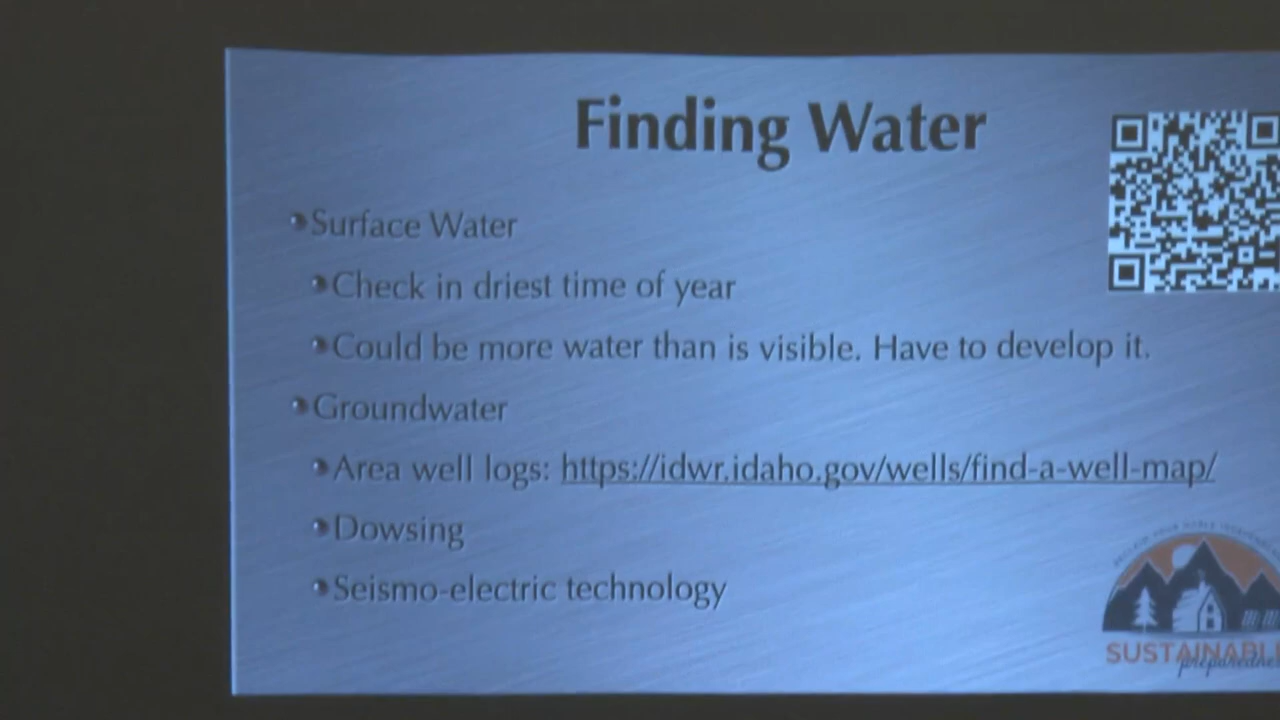 Finding Water
Surface Water
Check in driest time of year
Could be more water than is visible. Have to develop it.
Groundwater
Area well logs: https://idwr.idaho.gov/wells/find-a-well-map/
Dowsing
Seismo-electric technology